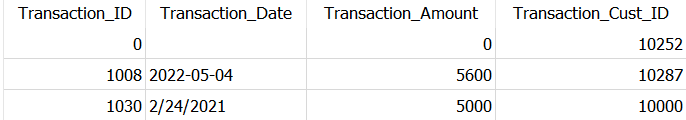 Transaction_ID Transaction_Date Transaction_Amount Transaction_Cust_ID
0 0 10252
1008 2022-05-04 5600 10287
1030 2/24/2021 5000 10000